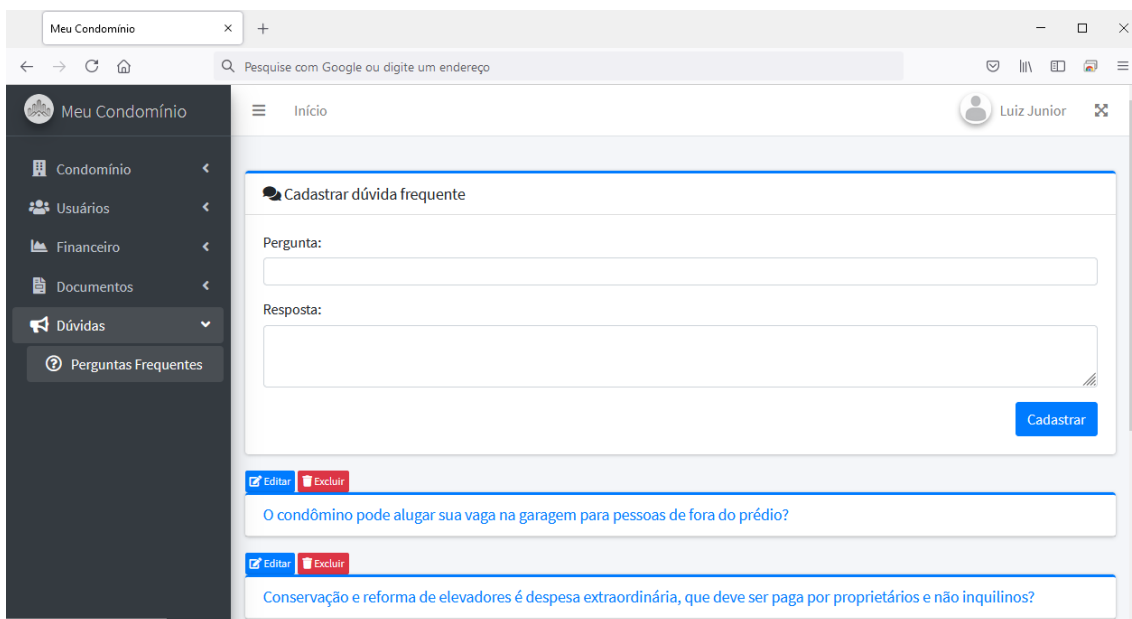 Meu Condomínio
Pesquise com Google ou digite um endereço
Meu Condomínio
Início
Luiz Junior
Condomínio
Usuários
Financeiro
Documentos
Dúvidas
Perguntas Frequentes
Cadastrar dúvida frequente
Pergunta:
Resposta:
Cadastrar
Editar Excluir
O condômino pode alugar sua vaga na garagem para pessoas de fora do prédio?
Editar Excluir
Conservação e reforma de elevadores é despesa extraordinária, que deve ser paga por proprietários e não inquilinos?